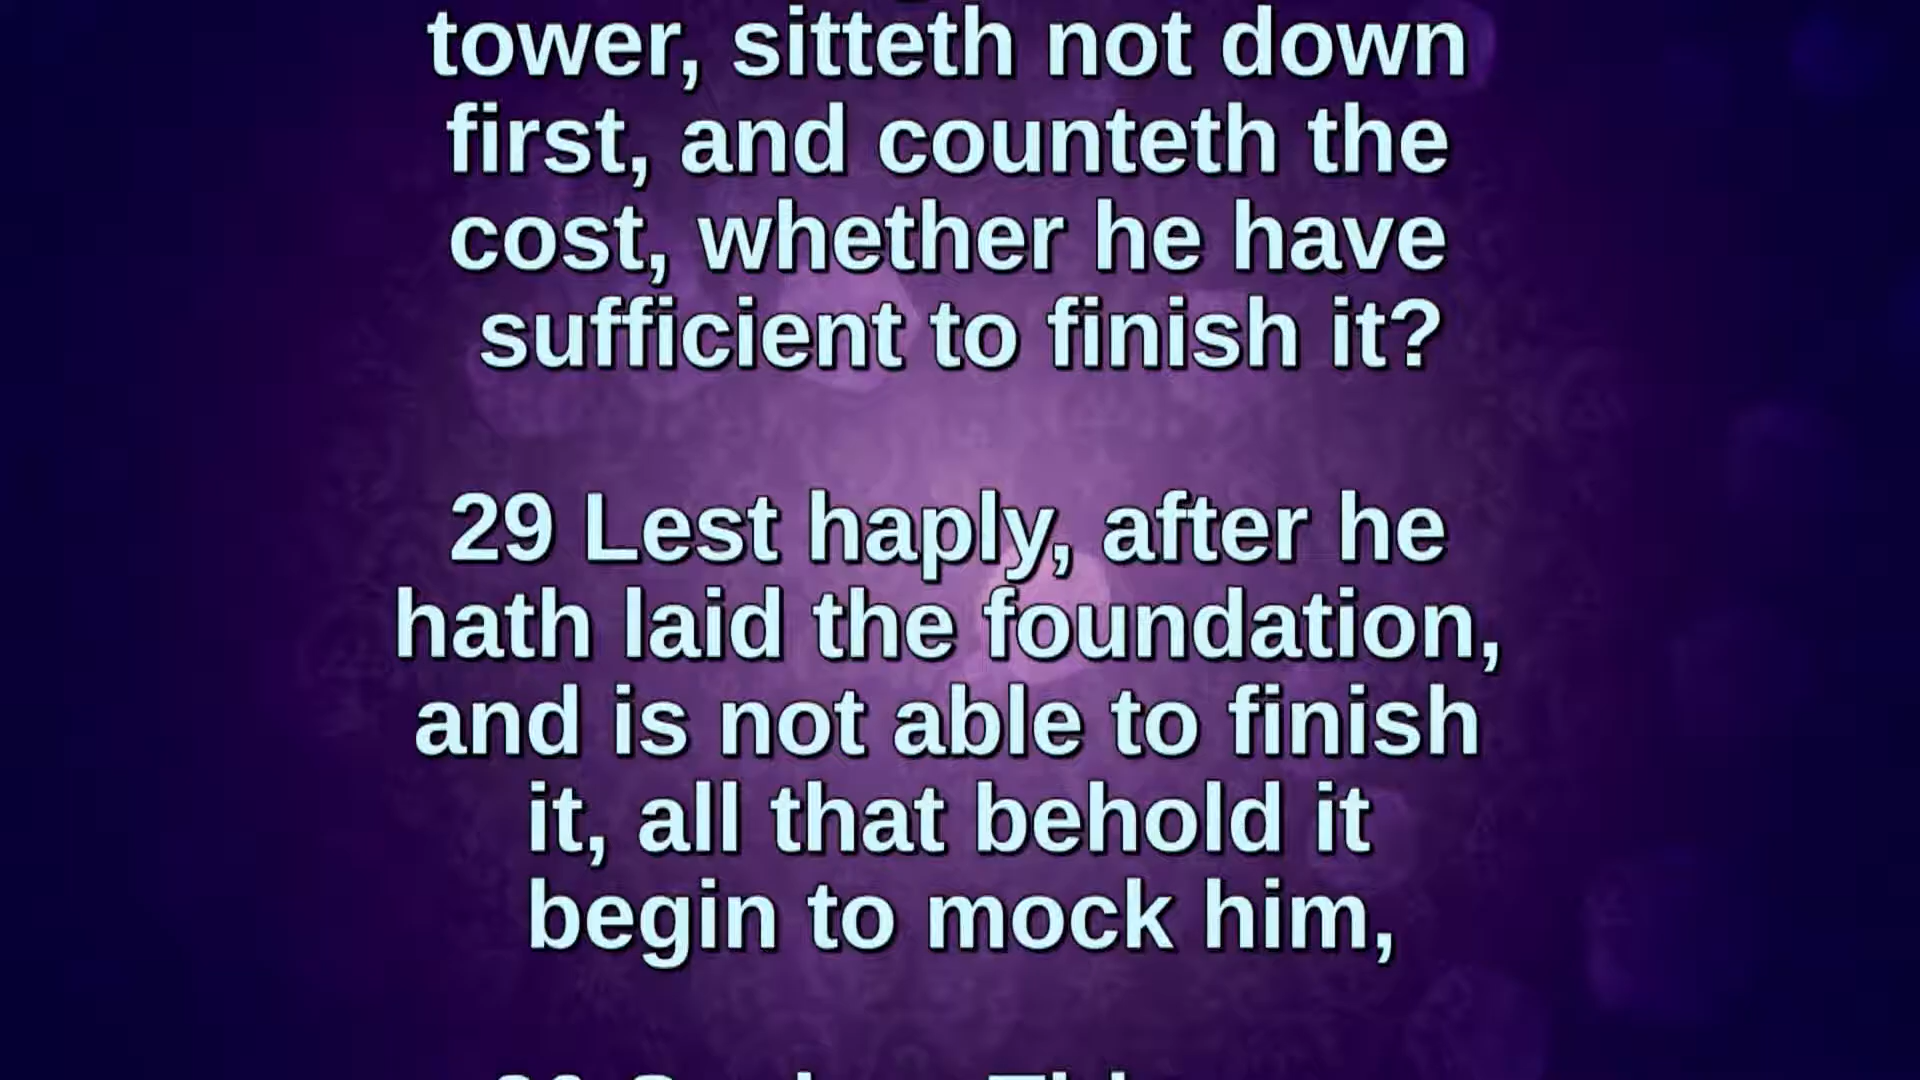 tower, sitteth not down
first, and counteth the
cost, whether he have
sufficient to finish it?
29 Lest haply, after he
hath laid the foundation,
and is not able to finish
it, all that behold it
begin to mock him,